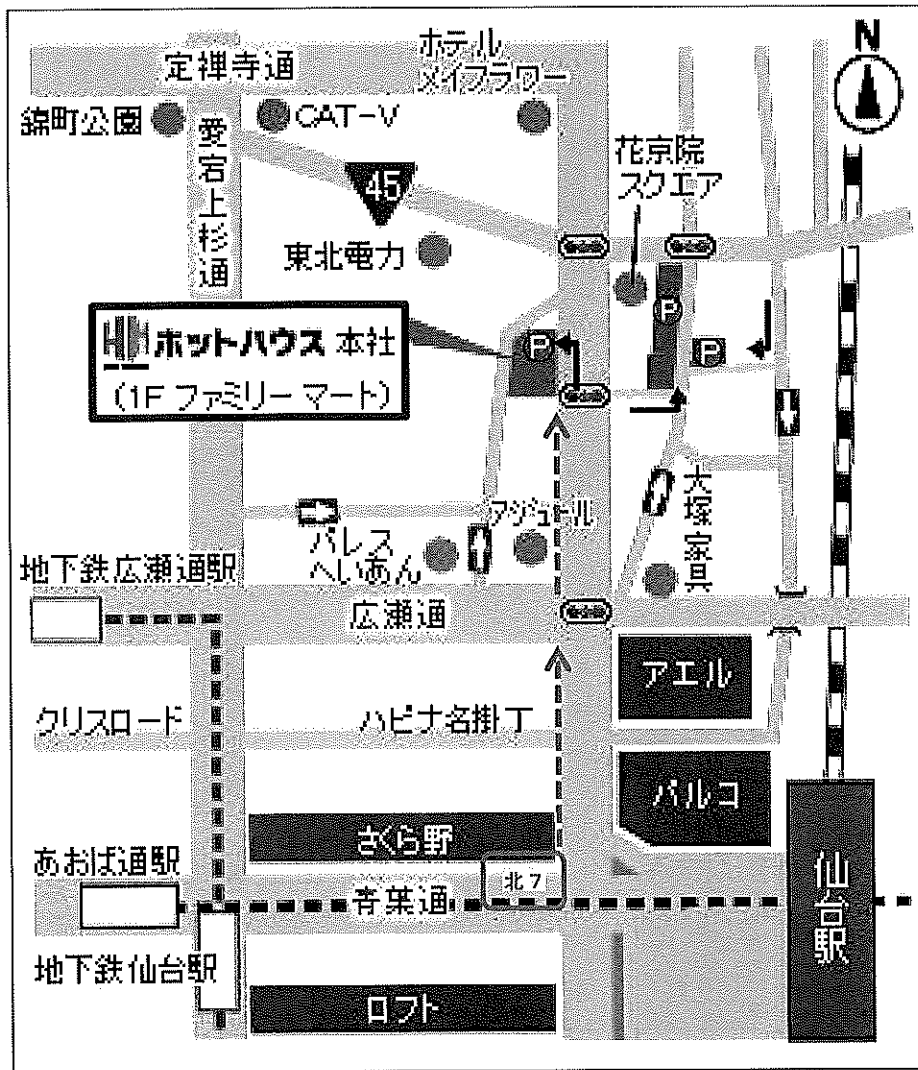 ホテル
メイフラワー
N
定禅寺通
錦町公園
CAT-V
愛宕上杉通
花京院
スクエア
45
東北電力
P
HH ホットハウス 本社
(1F ファミリーマート)
P
P
大塚家具
アジュール
パレス
へいあん
地下鉄広瀬通駅
広瀬通
アエル
クリスロード
ハピナ名掛丁
パルコ
さくら野
あおば通駅
北7
青葉通
仙台駅
地下鉄仙台駅
ロフト